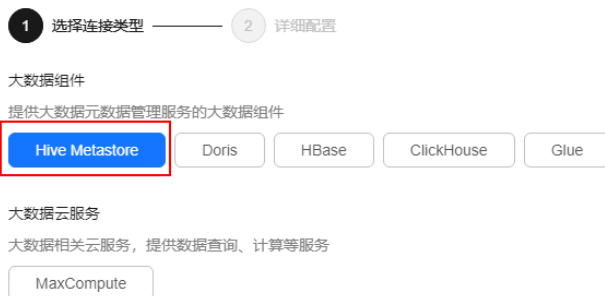 1 选择连接类型 2 详细配置
大数据组件
提供大数据元数据管理服务的大数据组件
Hive Metastore Doris HBase ClickHouse Glue
大数据云服务
大数据相关云服务，提供数据查询、计算等服务
MaxCompute